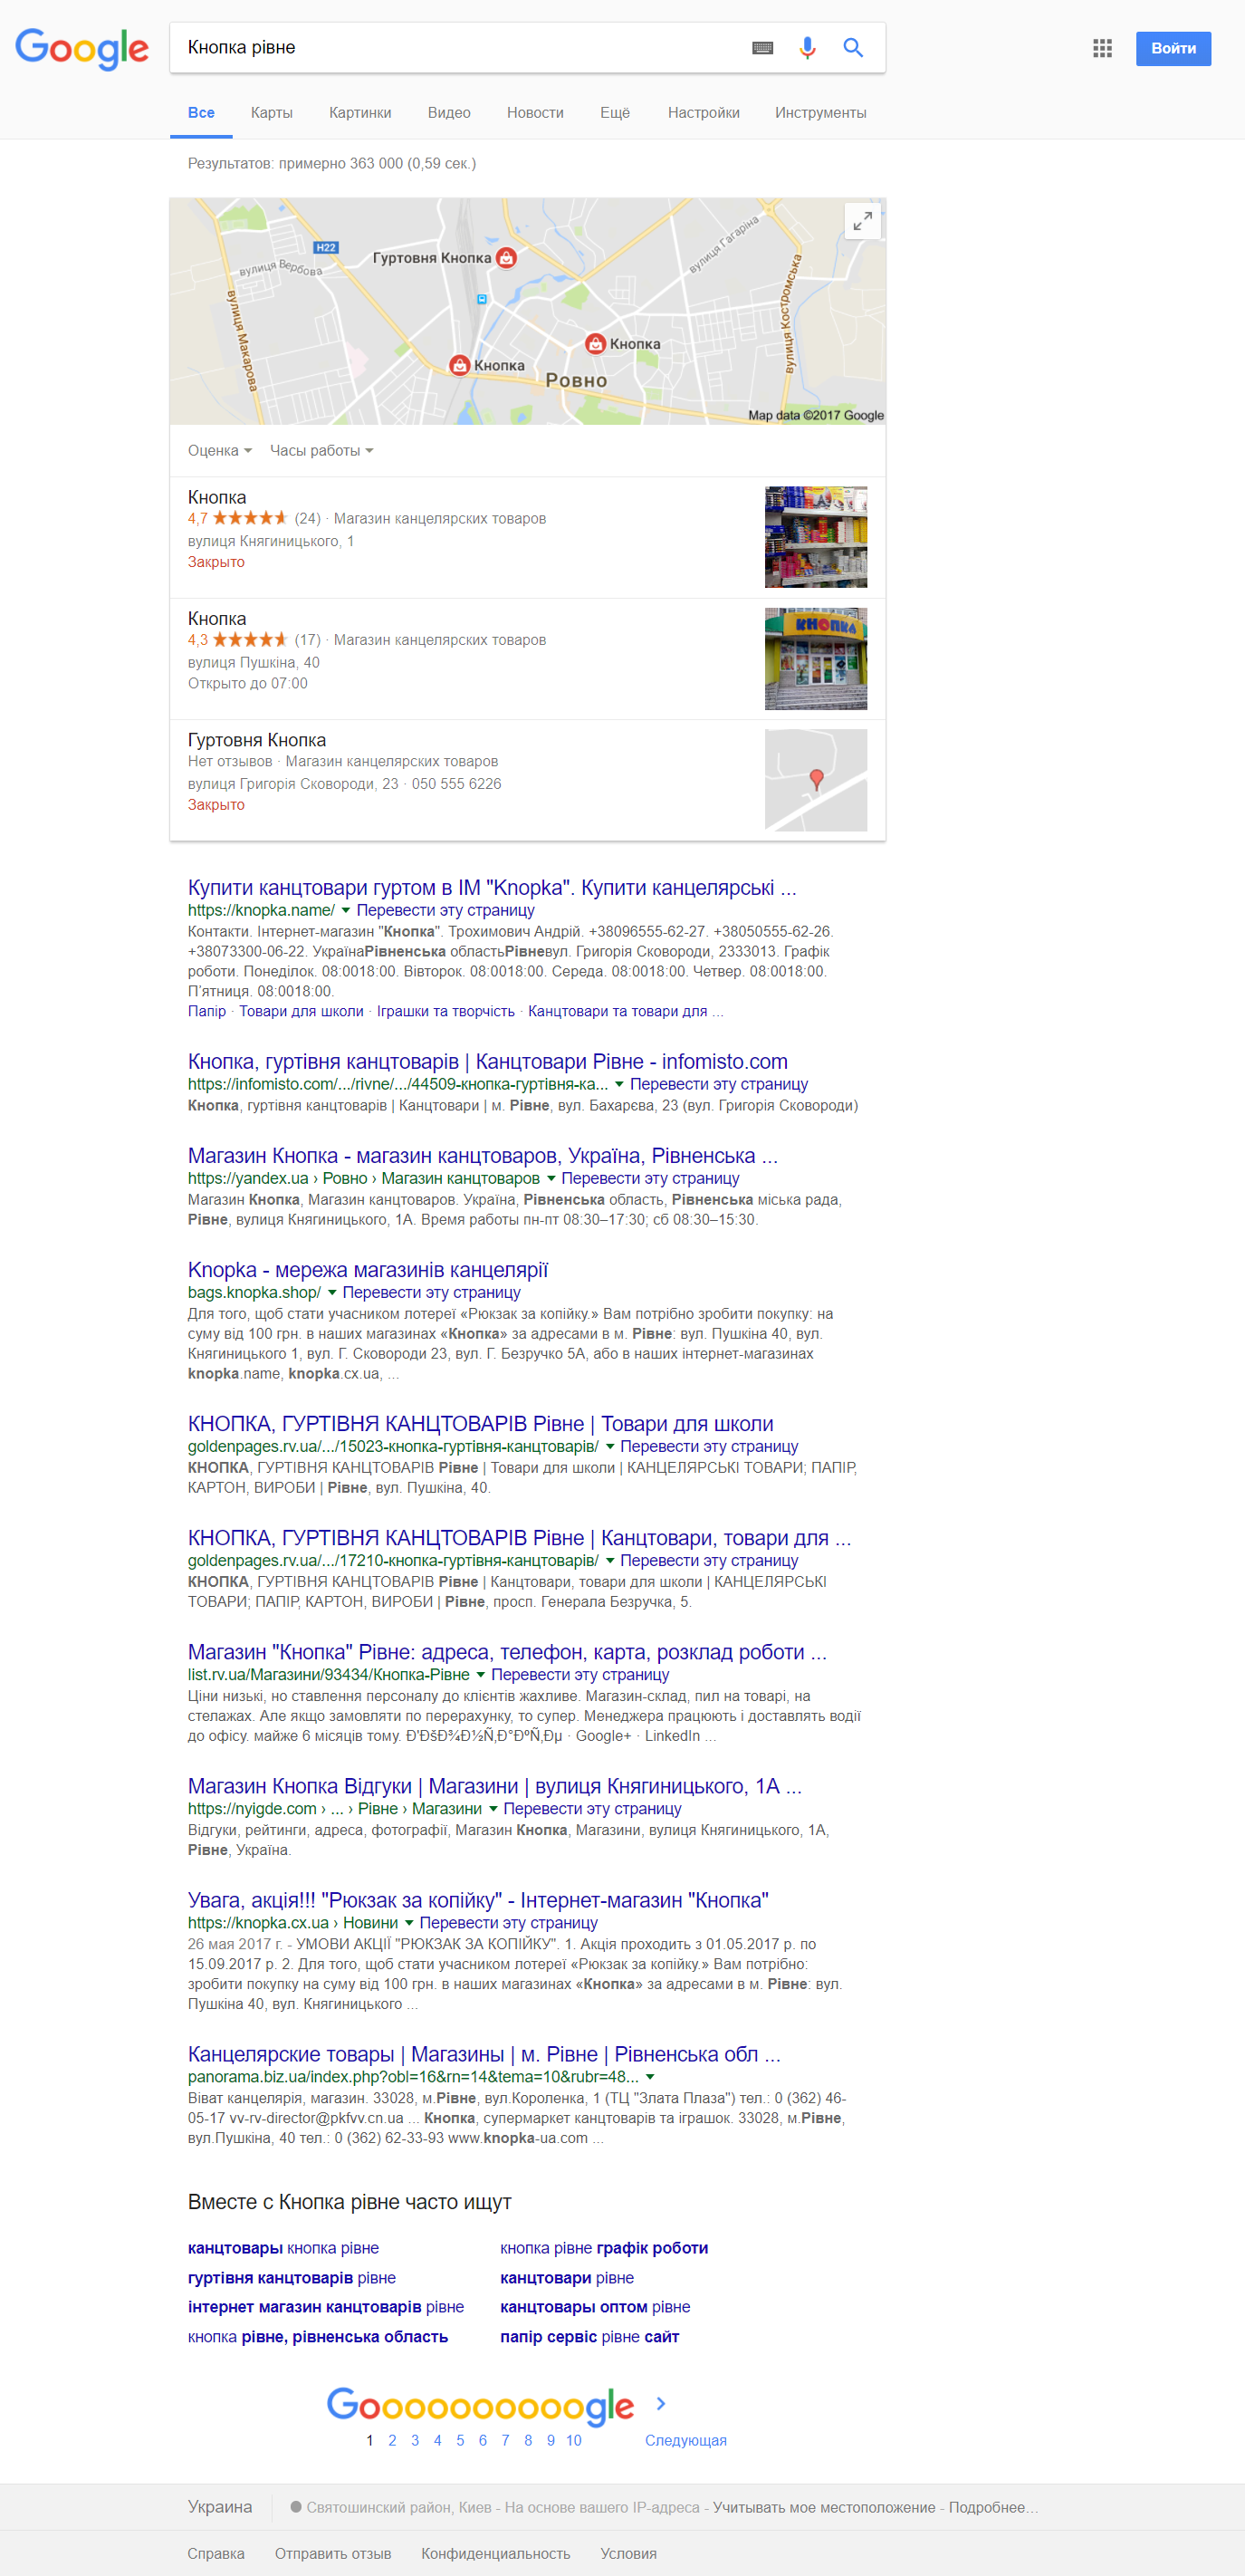 Google
Кнопка рівне
Войти
Все Карты Картинки Видео Новости Ещё Настройки Инструменты
Результатов: примерно 363 000 (0,59 сек.)
H22
вулиця Вербова
вулиця Макарова
Гуртовня Кнопка
вулиця Гагаріна
вулиця Костромська
Кнопка
Кнопка
Ровно
Map data ©2017 Google
Оценка Часы работы
Кнопка
4,7 (24) · Магазин канцелярских товаров
вулиця Княгиницького, 1
Закрыто
Кнопка
4,3 (17) · Магазин канцелярских товаров
вулиця Пушкіна, 40
Открыто до 07:00
КНОПКА
Гуртовня Кнопка
Нет отзывов · Магазин канцелярских товаров
вулиця Григорія Сковороди, 23 · 050 555 6226
Закрыто
Купити канцтовари гуртом в ІМ "Knopka". Купити канцелярські ...
https://knopka.name/ Перевести эту страницу
Контакти. Інтернет-магазин "Кнопка". Трохимович Андрій. +38096555-62-27. +38050555-62-26.
+38073300-06-22. УкраїнаРівненська областьРівневул. Григорія Сковороди, 2333013. Графік
роботи. Понеділок. 08:0018:00. Вівторок. 08:0018:00. Середа. 08:0018:00. Четвер. 08:0018:00.
П'ятниця. 08:0018:00.
Папір · Товари для школи · Іграшки та творчість · Канцтовари та товари для ...
Кнопка, гуртівня канцтоварів | Канцтовари Рівне - infomisto.com
https://infomisto.com/.../rivne/.../44509-кнопка-гуртівня-ка... Перевести эту страницу
Кнопка, гуртівня канцтоварів | Канцтовари | м. Рівне, вул. Бахарєва, 23 (вул. Григорія Сковороди)
Магазин Кнопка - магазин канцтоваров, Україна, Рівненська ...
https://yandex.ua › Ровно › Магазин канцтоваров Перевести эту страницу
Магазин Кнопка, Магазин канцтоваров. Україна, Рівненська область, Рівненська міська рада,
Рівне, вулиця Княгиницького, 1А. Время работы пн-пт 08:30–17:30; сб 08:30–15:30.
Knopka - мережа магазинів канцелярії
bags.knopka.shop/ Перевести эту страницу
Для того, щоб стати учасником лотереї «Рюкзак за копійку.» Вам потрібно зробити покупку: на
суму від 100 грн. в наших магазинах «Кнопка» за адресами в м. Рівне: вул. Пушкіна 40, вул.
Княгиницького 1, вул. Г. Сковороди 23, вул. Г. Безручко 5А, або в наших інтернет-магазинах
knopka.name, knopka.cx.ua, ...
КНОПКА, ГУРТІВНЯ КАНЦТОВАРІВ Рівне | Товари для школи
goldenpages.rv.ua/.../15023-кнопка-гуртівня-канцтоварів/ Перевести эту страницу
КНОПКА, ГУРТІВНЯ КАНЦТОВАРІВ Рівне | Товари для школи | КАНЦЕЛЯРСЬКІ ТОВАРИ; ПАПІР,
КАРТОН, ВИРОБИ | Рівне, вул. Пушкіна, 40.
КНОПКА, ГУРТІВНЯ КАНЦТОВАРІВ Рівне | Канцтовари, товари для ...
goldenpages.rv.ua/.../17210-кнопка-гуртівня-канцтоварів/ Перевести эту страницу
КНОПКА, ГУРТІВНЯ КАНЦТОВАРІВ Рівне | Канцтовари, товари для школи | КАНЦЕЛЯРСЬКІ
ТОВАРИ; ПАПІР, КАРТОН, ВИРОБИ | Рівне, просп. Генерала Безручка, 5.
Магазин "Кнопка" Рівне: адреса, телефон, карта, розклад роботи ...
list.rv.ua/Магазини/93434/Кнопка-Рівне Перевести эту страницу
Ціни низькі, но ставлення персоналу до клієнтів жахливе. Магазин-склад, пил на товарі, на
стелажах. Але якщо замовляти по перерахунку, то супер. Менеджера працюють і доставлять водії
до офісу. майже 6 місяців тому. Ð'ÐšÐ¾Ð½Ñ‚Ð°ÐºÑ‚Ðµ · Google+ · LinkedIn ...
Магазин Кнопка Відгуки | Магазини | вулиця Княгиницького, 1А ...
https://nyigde.com › ... › Рівне › Магазини Перевести эту страницу
Відгуки, рейтинги, адреса, фотографії, Магазин Кнопка, Магазини, вулиця Княгиницького, 1А,
Рівне, Україна.
Увага, акція!!! "Рюкзак за копійку" - Інтернет-магазин "Кнопка"
https://knopka.cx.ua › Новини Перевести эту страницу
26 мая 2017 г. - УМОВИ АКЦІЇ "РЮКЗАК ЗА КОПІЙКУ". 1. Акція проходить з 01.05.2017 р. по
15.09.2017 р. 2. Для того, щоб стати учасником лотереї «Рюкзак за копійку.» Вам потрібно:
зробити покупку на суму від 100 грн. в наших магазинах «Кнопка» за адресами в м. Рівне: вул.
Пушкіна 40, вул. Княгиницького ...
Канцелярские товары | Магазины | м. Рівне | Рівненська обл ...
panorama.biz.ua/index.php?obl=16&rn=14&tema=10&rubr=48...
Віват канцелярія, магазин. 33028, м.Рівне, вул.Короленка, 1 (ТЦ "Злата Плаза") тел.: 0 (362) 46-
05-17 vv-rv-director@pkfvv.cn.ua ... Кнопка, супермаркет канцтоварів та іграшок. 33028, м.Рівне,
вул.Пушкіна, 40 тел.: 0 (362) 62-33-93 www.knopka-ua.com ...
Вместе с Кнопка рівне часто ищут
канцтовары кнопка рівне кнопка рівне графік роботи
гуртівня канцтоварів рівне канцтовари рівне
інтернет магазин канцтоварів рівне канцтовары оптом рівне
кнопка рівне, рівненська область папір сервіс рівне сайт
Goooooooooogle
1 2 3 4 5 6 7 8 9 10 Следующая
Украина Святошинский район, Киев - На основе вашего IP-адреса - Учитывать мое местоположение - Подробнее…
Справка Отправить отзыв Конфиденциальность Условия